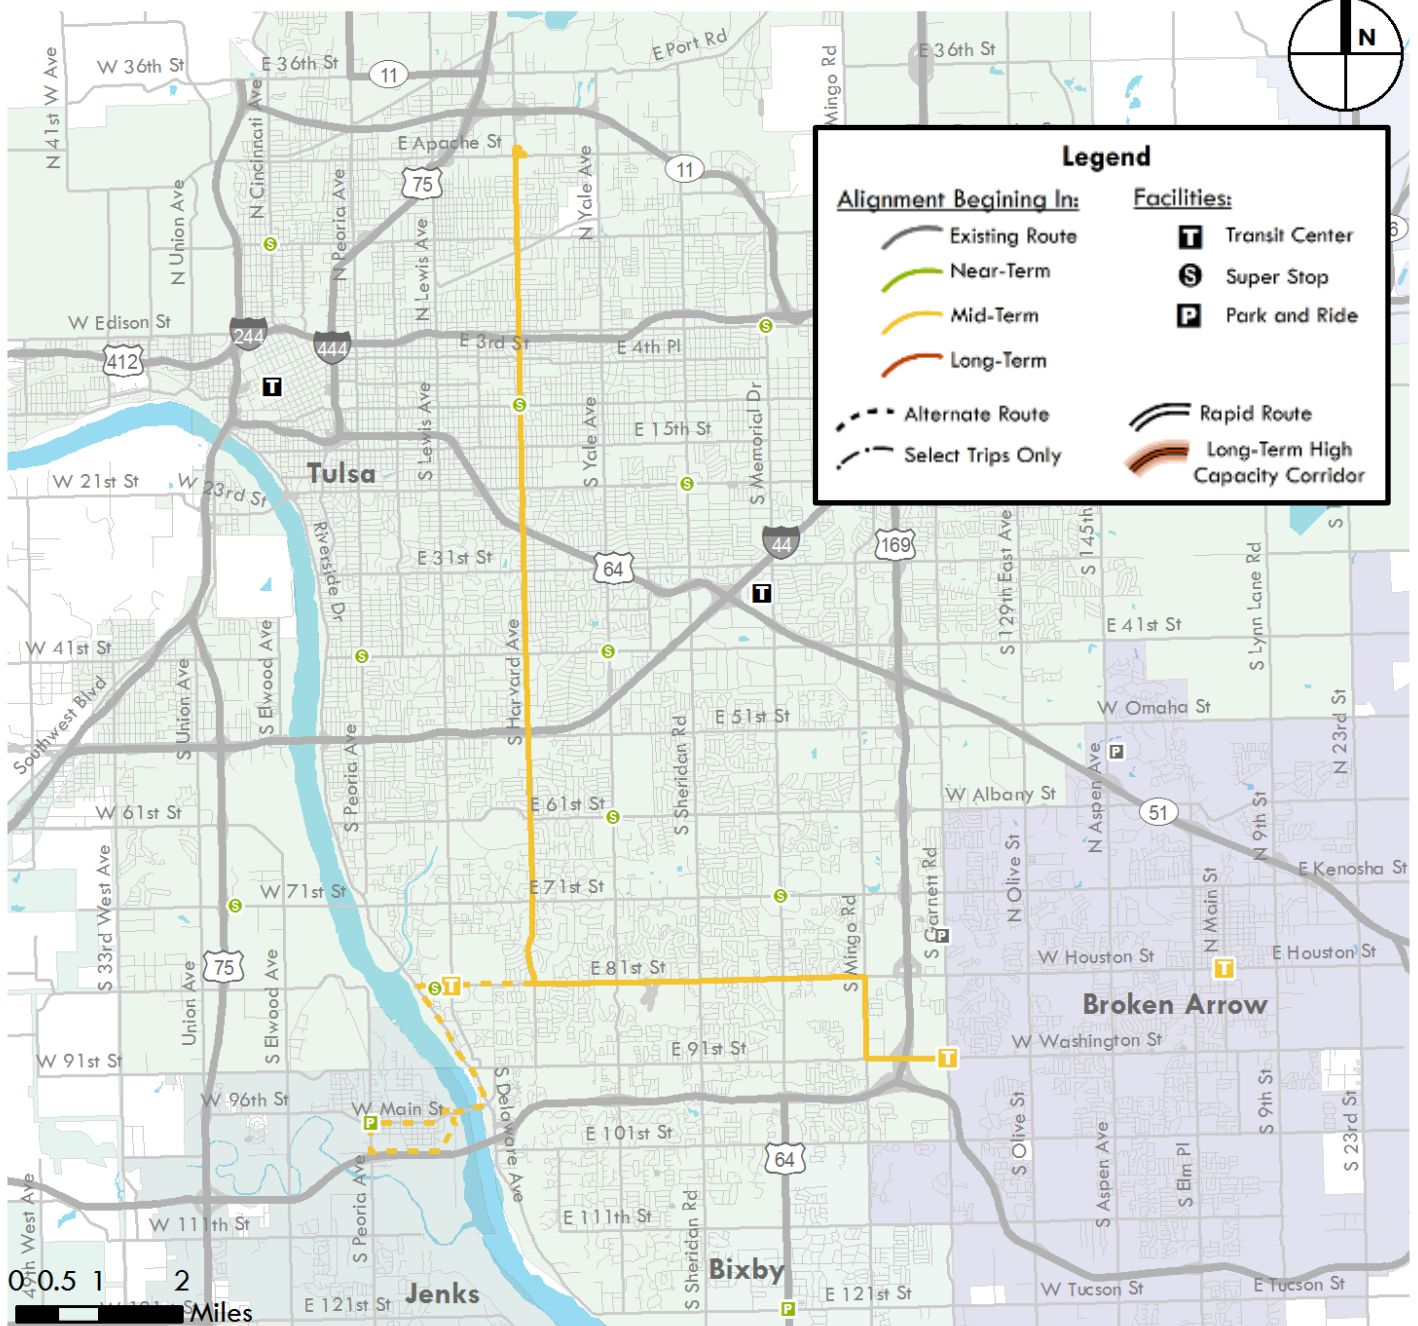 N
Legend
Alignment Begining In:
Existing Route
Near-Term
Mid-Term
Long-Term
Alternate Route
Select Trips Only
Facilities:
T Transit Center
S Super Stop
P Park and Ride
Rapid Route
Long-Term High
Capacity Corridor
W 36th St
E 36th St
11
E Port Rd
Mingo Rd
E 36th St
N 41st W Ave
N Cincinnati Ave
E Apache St
75
11
N Union Ave
N Peoria Ave
N Lewis Ave
N Yale Ave
S
W Edison St
244
444
412
E 3rd St
E 4th Pl
S
T
S
S Lewis Ave
S Yale Ave
S Memorial Dr
E 15th St
Tulsa
W 21st St
W 23rd St
S
Riverside Dr
E 31st St
64
44
169
T
S 129th East Ave
S 145th
S Lynn Lane Rd
W 41st St
E 41st St
S
S
S Elwood Ave
S Union Ave
Southwest Blvd
S Harvard Ave
S Peoria Ave
E 51st St
S Sheridan Rd
W Omaha St
N 23rd St
N Aspen Ave
P
W 61st St
E 61st St
S
W Albany St
51
N 9th St
S 33rd West Ave
W 71st St
E 71st St
S
S
E Kenosha St
S Garnett Rd
N Olive St
N Main St
S Mingo Rd
P
75
Union Ave
S Elwood Ave
E 81st St
W Houston St
E Houston St
S
T
T
Broken Arrow
W 91st St
E 91st St
T
W Washington St
W 96th St
W Main St
P
S Delaware Ave
E 101st St
64
S Olive St
S Aspen Ave
S Elm Pl
S 9th St
S 23rd St
49th West Ave
S Peoria Ave
W 111th St
E 111th St
S Sheridan Rd
Bixby
Jenks
W Tucson St
E Tucson St
E 121st St
E 121st St
P
0 0.5 1 2
Miles